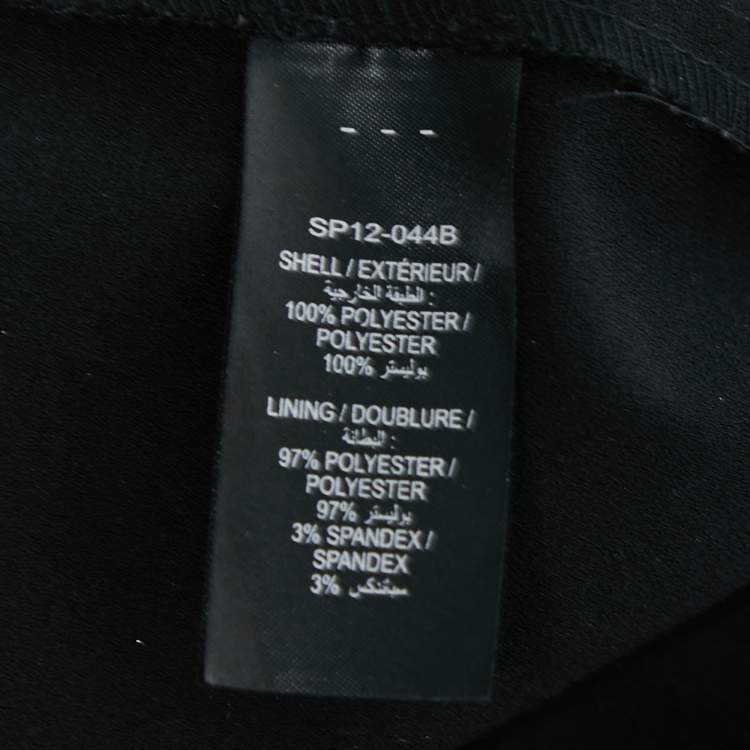 - - -
SP12-044B
SHELL / EXTÉRIEUR /
الطبقة الخارجية :
100% POLYESTER /
POLYESTER
100% بوليستر
LINING / DOUBLURE /
البطانة :
97% POLYESTER /
POLYESTER
97% بوليستر
3% SPANDEX /
SPANDEX
3% سبندكس